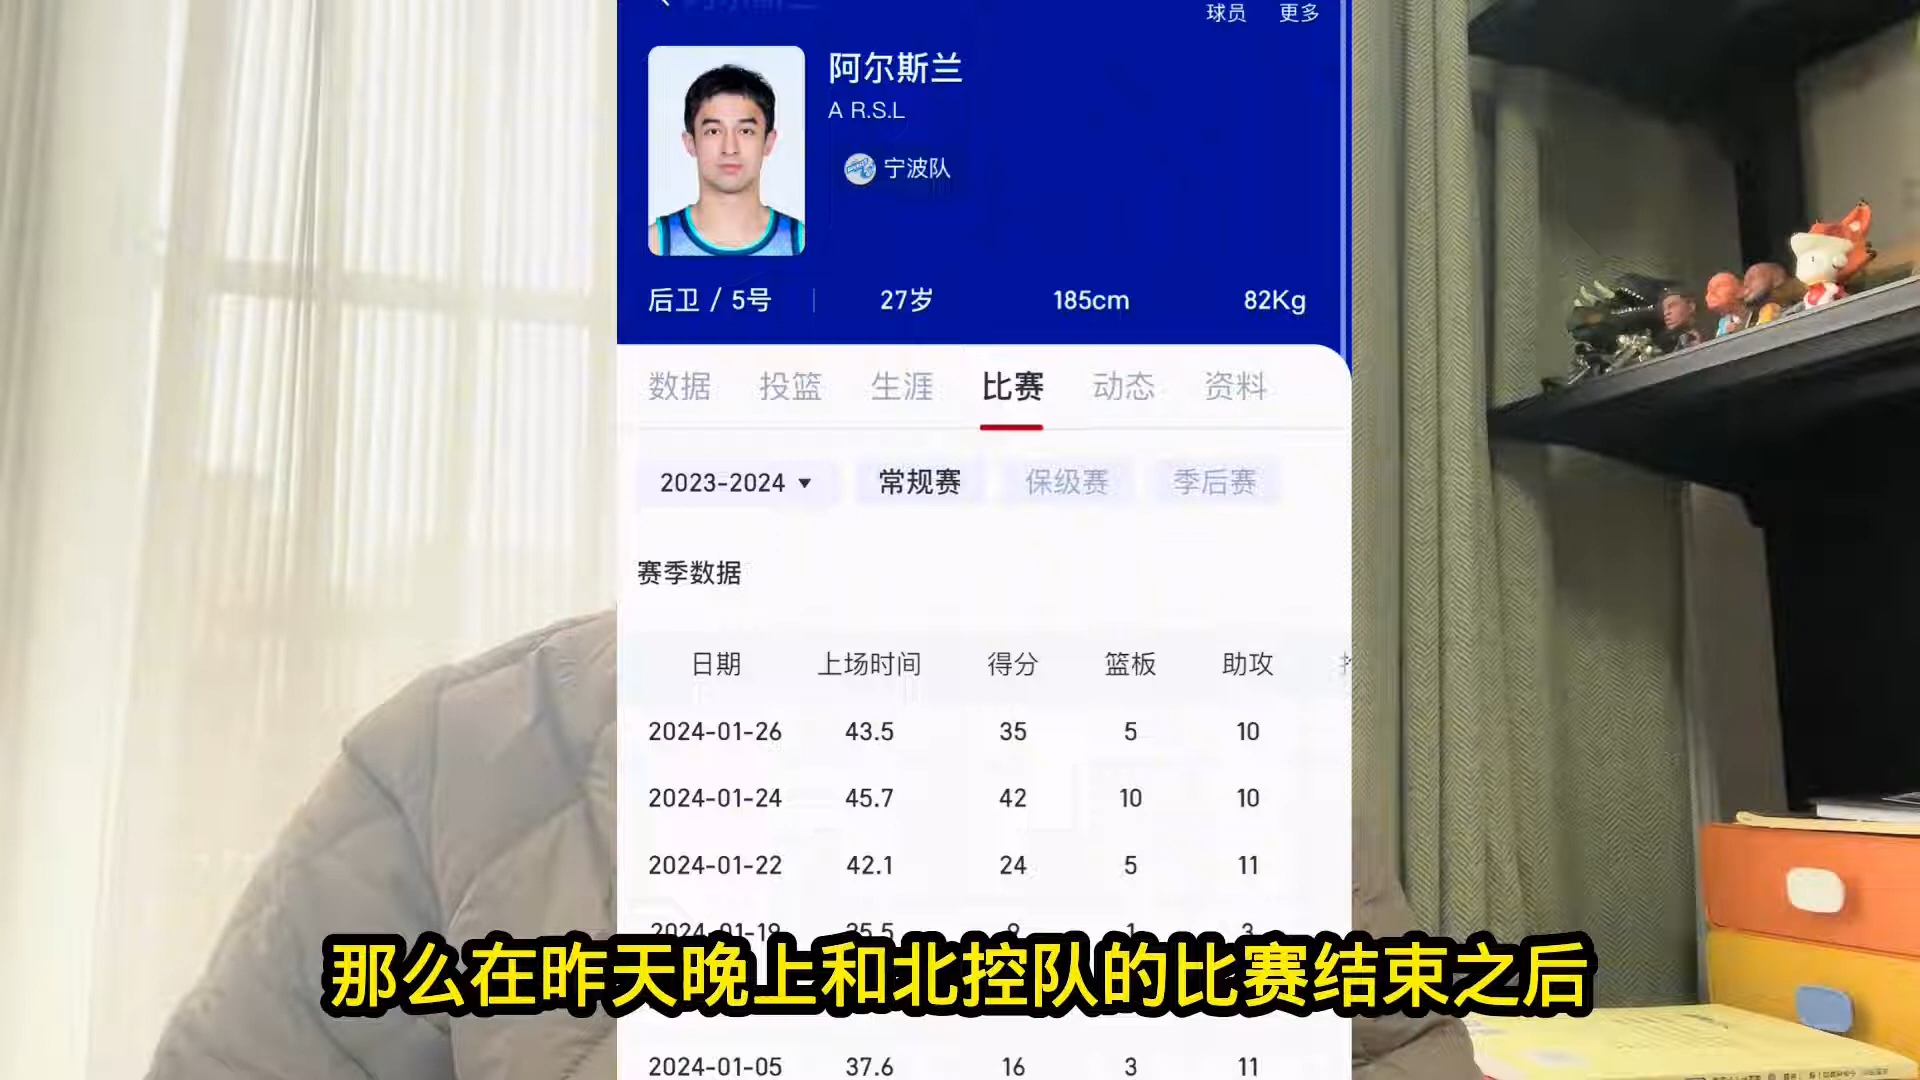 球员 更多
阿尔斯兰
A R.S.L
宁波队
后卫 / 5号 27岁 185cm 82Kg
数据 投篮 生涯 比赛 动态 资料
2023-2024 常规赛 保级赛 季后赛
赛季数据
日期 上场时间 得分 篮板 助攻
2024-01-26 43.5 35 5 10
2024-01-24 45.7 42 10 10
2024-01-22 42.1 24 5 11
2024-01-19
那么在昨天晚上和北控队的比赛结束之后
2024-01-05 37.6 16 3 11